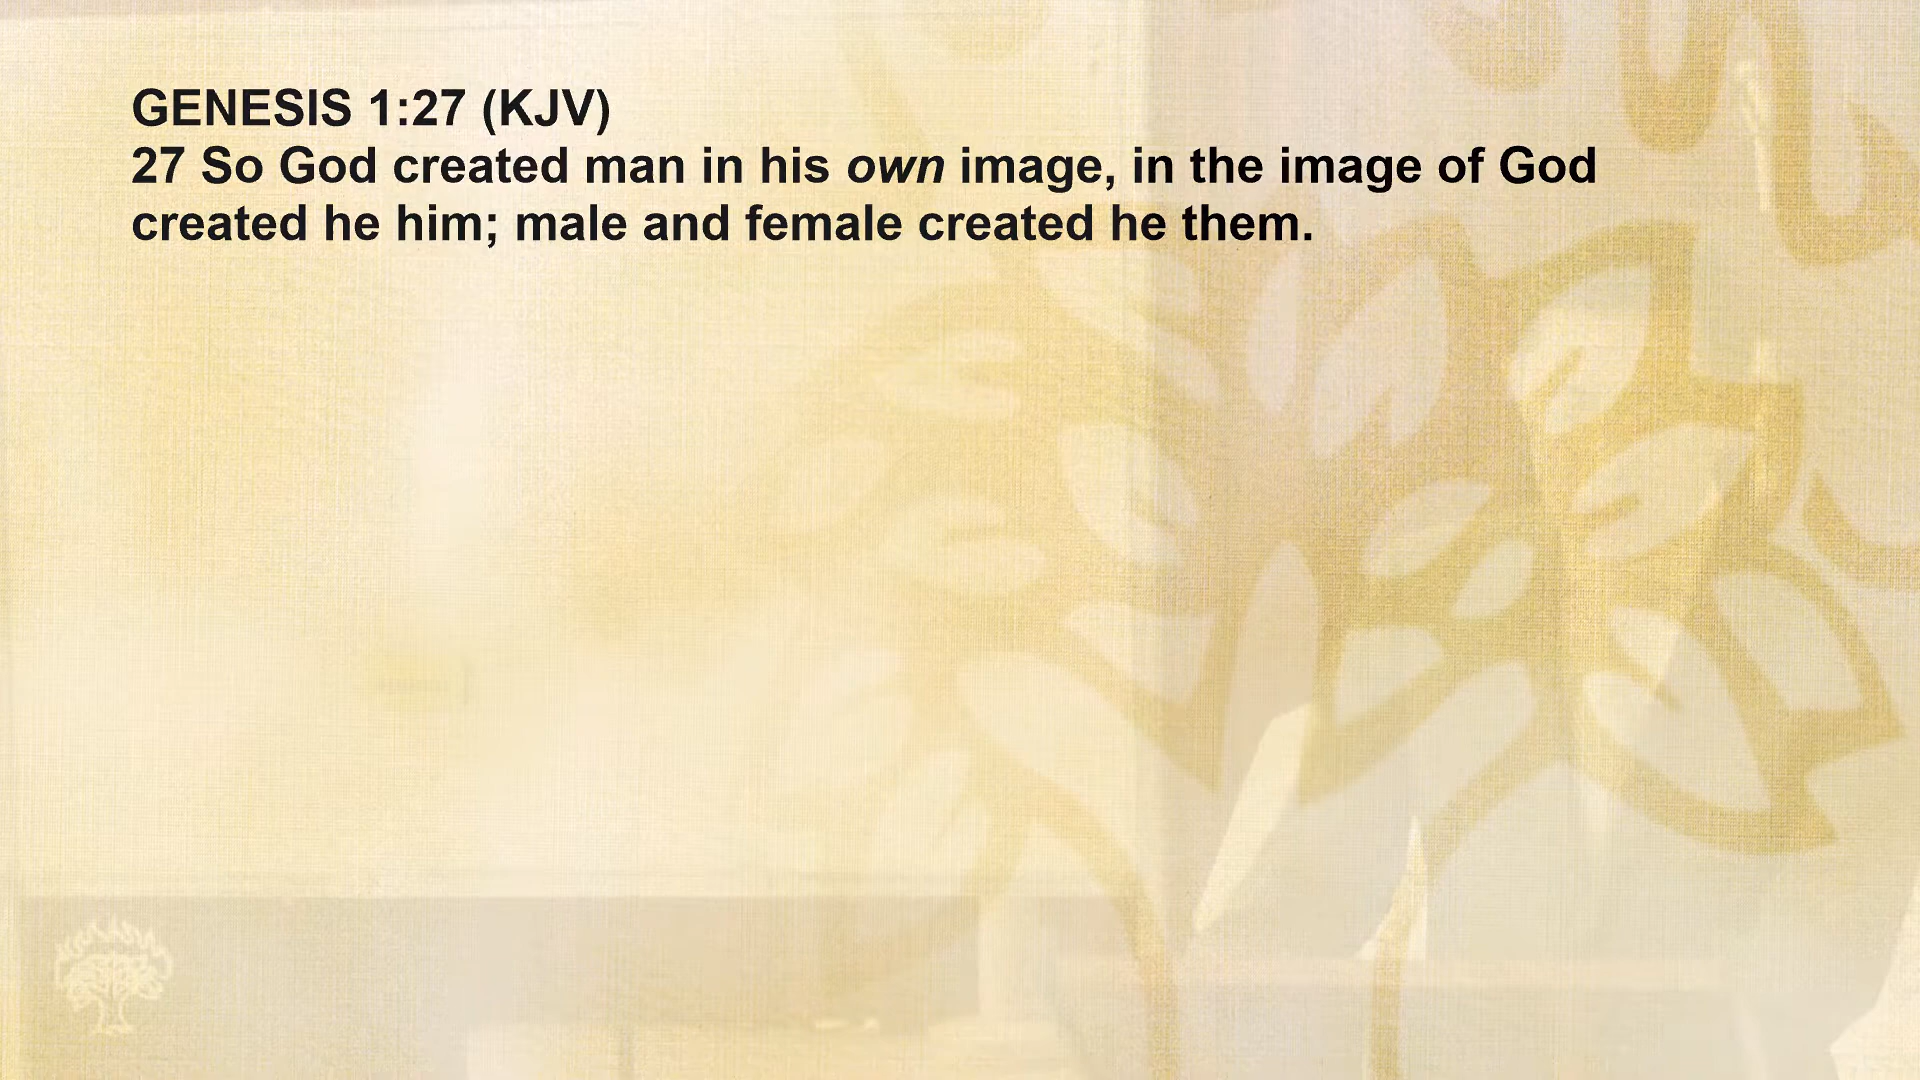 GENESIS 1:27 (KJV)
27 So God created man in his own image, in the image of God
created he him; male and female created he them.